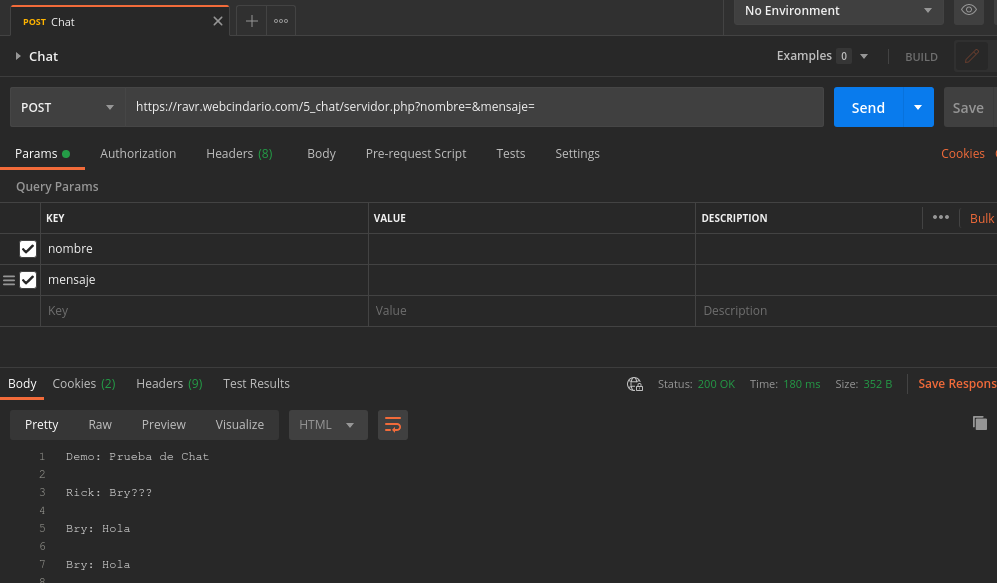 POST Chat
No Environment
Chat
Examples 0 BUILD
POST https://ravr.webcindario.com/5_chat/servidor.php?nombre=&mensaje= Send Save
Params Authorization Headers (8) Body Pre-request Script Tests Settings Cookies
Query Params
KEY VALUE DESCRIPTION ••• Bulk
nombre
mensaje
Key Value Description
Body Cookies (2) Headers (9) Test Results Status: 200 OK Time: 180 ms Size: 352 B Save Respons
Pretty Raw Preview Visualize HTML
1 Demo: Prueba de Chat
2
3 Rick: Bry???
4
5 Bry: Hola
6
7 Bry: Hola
8